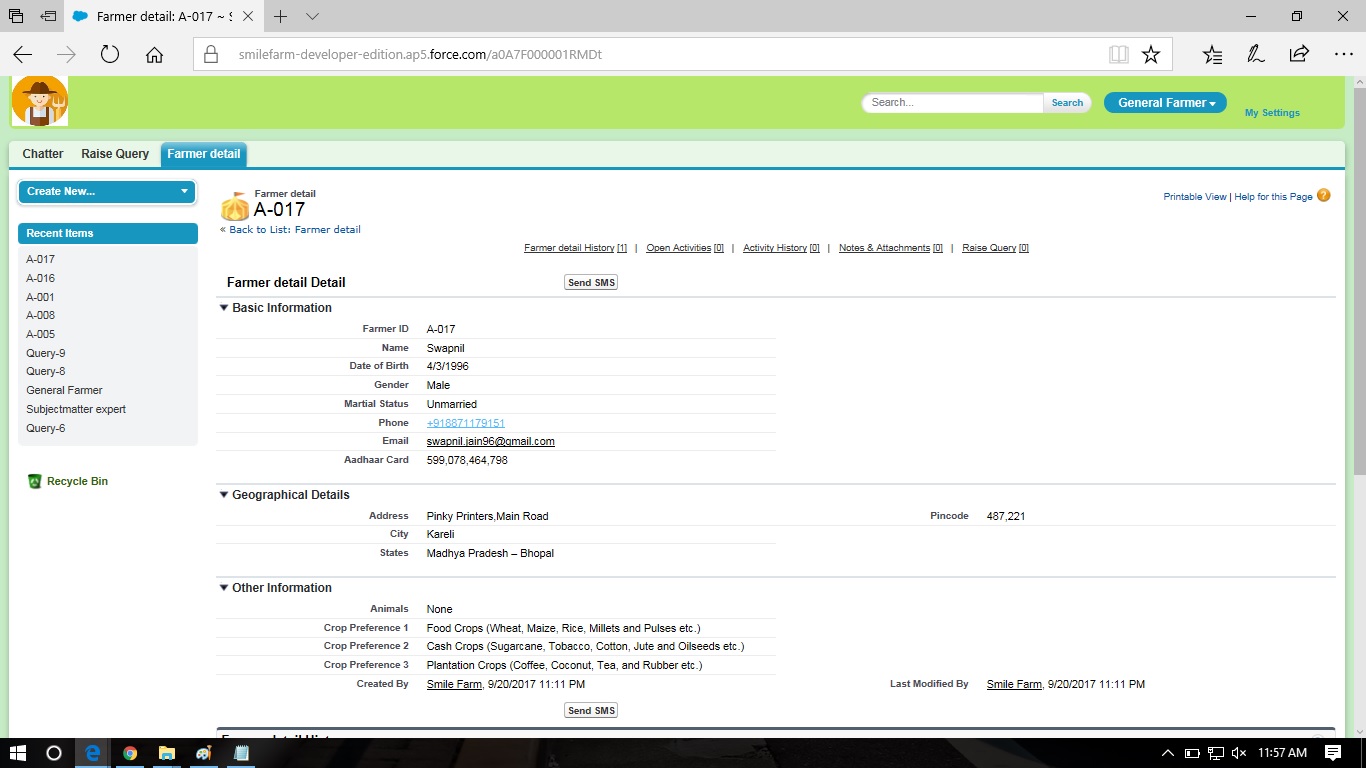 Farmer detail: A-017 ~ S
smilefarm-developer-edition.ap5.force.com/a0A7F000001RMDt
Search...
Search
General Farmer
My Settings
Chatter
Raise Query
Farmer detail
Create New...
Recent Items
A-017
A-016
A-001
A-008
A-005
Query-9
Query-8
General Farmer
Subjectmatter expert
Query-6
Recycle Bin
Farmer detail
A-017
« Back to List: Farmer detail
Printable View | Help for this Page ?
Farmer detail History [1] | Open Activities [0] | Activity History [0] | Notes & Attachments [0] | Raise Query [0]
Farmer detail Detail
Send SMS
Basic Information
Farmer ID A-017
Name Swapnil
Date of Birth 4/3/1996
Gender Male
Martial Status Unmarried
Phone +918871179151
Email swapnil.jain96@gmail.com
Aadhaar Card 599,078,464,798
Geographical Details
Address Pinky Printers,Main Road Pincode 487,221
City Kareli
States Madhya Pradesh – Bhopal
Other Information
Animals None
Crop Preference 1 Food Crops (Wheat, Maize, Rice, Millets and Pulses etc.)
Crop Preference 2 Cash Crops (Sugarcane, Tobacco, Cotton, Jute and Oilseeds etc.)
Crop Preference 3 Plantation Crops (Coffee, Coconut, Tea, and Rubber etc.)
Created By Smile Farm, 9/20/2017 11:11 PM Last Modified By Smile Farm, 9/20/2017 11:11 PM
Send SMS
11:57 AM